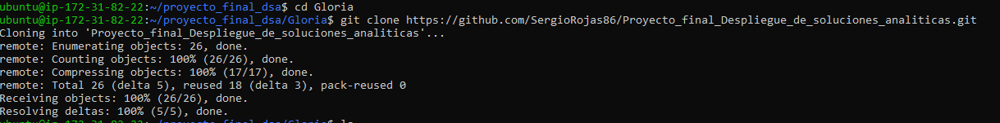 ubuntu@ip-172-31-82-22:~/proyecto_final_dsa$ cd Gloria
ubuntu@ip-172-31-82-22:~/proyecto_final_dsa/Gloria$ git clone https://github.com/SergioRojas86/Proyecto_final_Despliegue_de_soluciones_analiticas.git
Cloning into 'Proyecto_final_Despliegue_de_soluciones_analiticas'...
remote: Enumerating objects: 26, done.
remote: Counting objects: 100% (26/26), done.
remote: Compressing objects: 100% (17/17), done.
remote: Total 26 (delta 5), reused 18 (delta 3), pack-reused 0
Receiving objects: 100% (26/26), done.
Resolving deltas: 100% (5/5), done.
ubuntu@ip-172-31-82-22:~/proyecto_final_dsa/Gloria$ ls